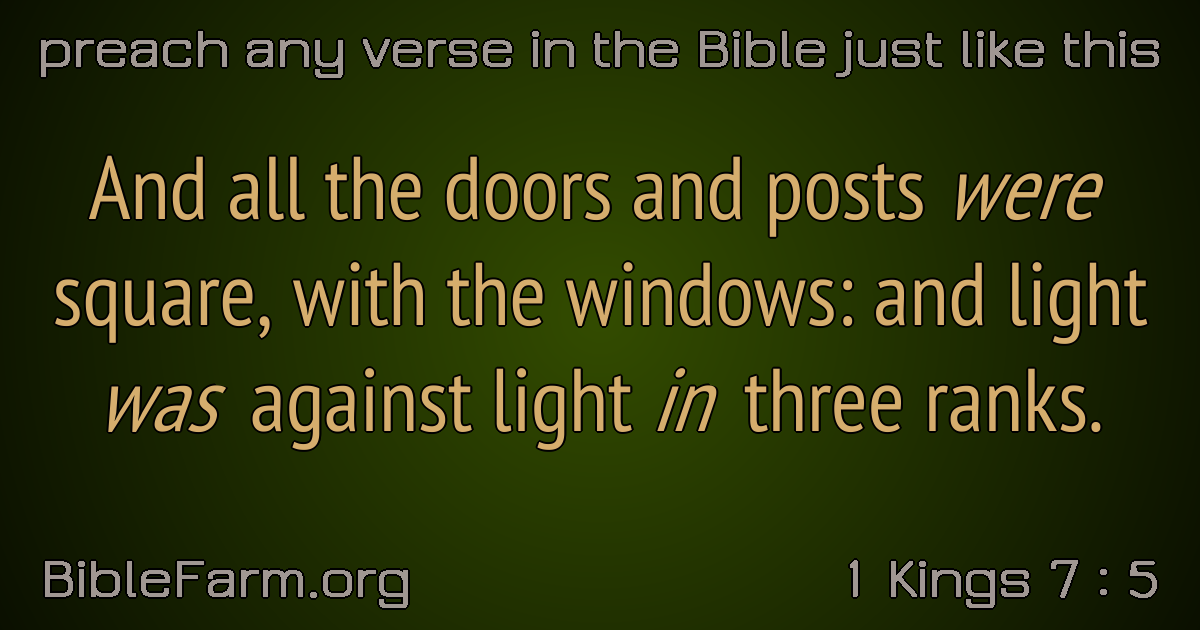 preach any verse in the Bible just like this
And all the doors and posts were
square, with the windows: and light
was against light in three ranks.
BibleFarm.org
1 Kings 7 : 5